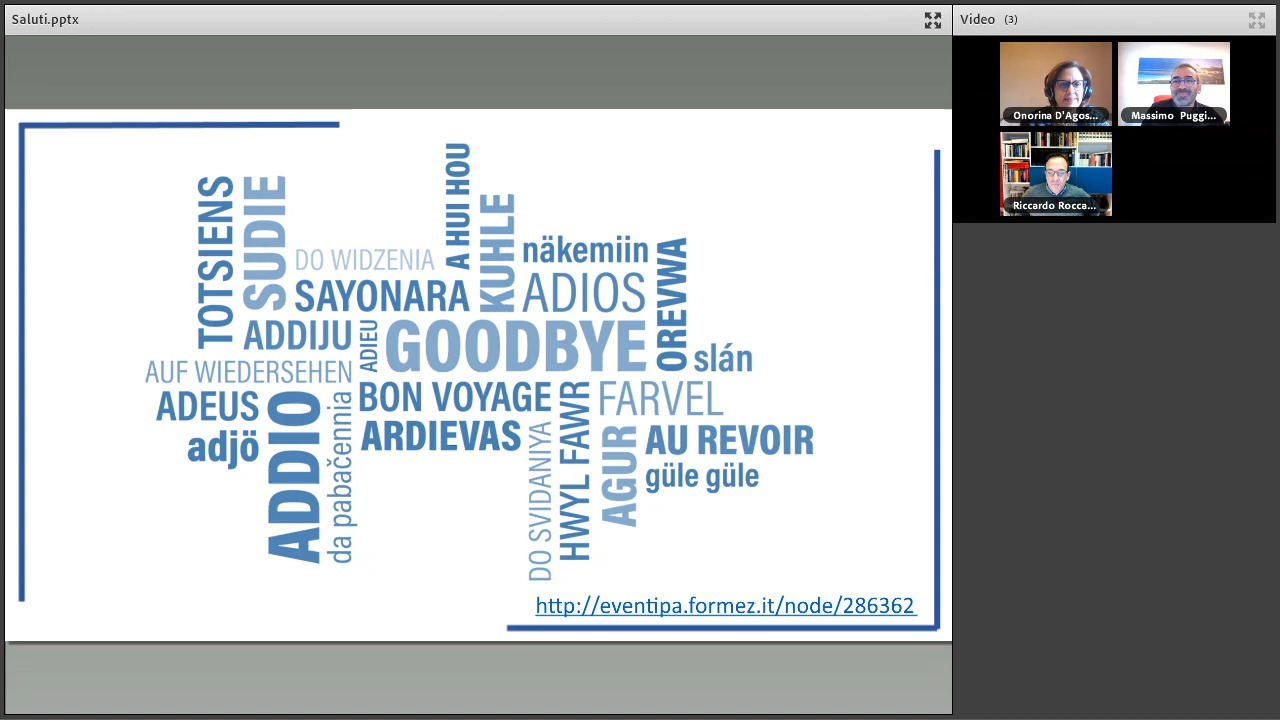 Saluti.pptx
Video (3)
Onorina D'Agos...
Massimo Puggi...
Riccardo Rocca...
TOTSIENS
SUDIE
DO WIDZENIA
A HUI HOU
KUHLE
näkemiin
SAYONARA
ADIOS
OREVWA
ADDIJU
ADIEU
GOODBYE
slán
AUF WIEDERSEHEN
ADEUS
ADDIO
da pabačennia
BON VOYAGE
FARVEL
adjö
ARDIEVAS
DO SVIDANIYA
HWYL FAWR
AGUR
AU REVOIR
güle güle
http://eventipa.formez.it/node/286362